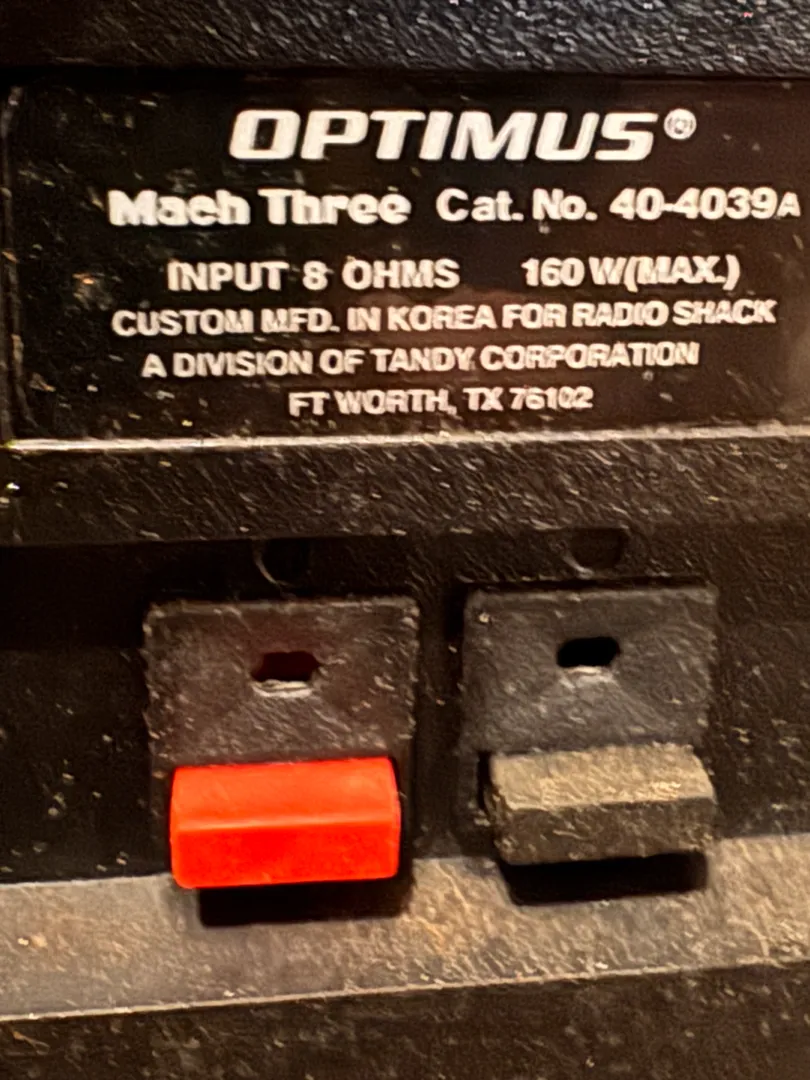 OPTIMUS®
Mach Three Cat. No. 40-4039A
INPUT 8 OHMS 160 W(MAX.)
CUSTOM MFD. IN KOREA FOR RADIO SHACK
A DIVISION OF TANDY CORPORATION
FT WORTH, TX 76102